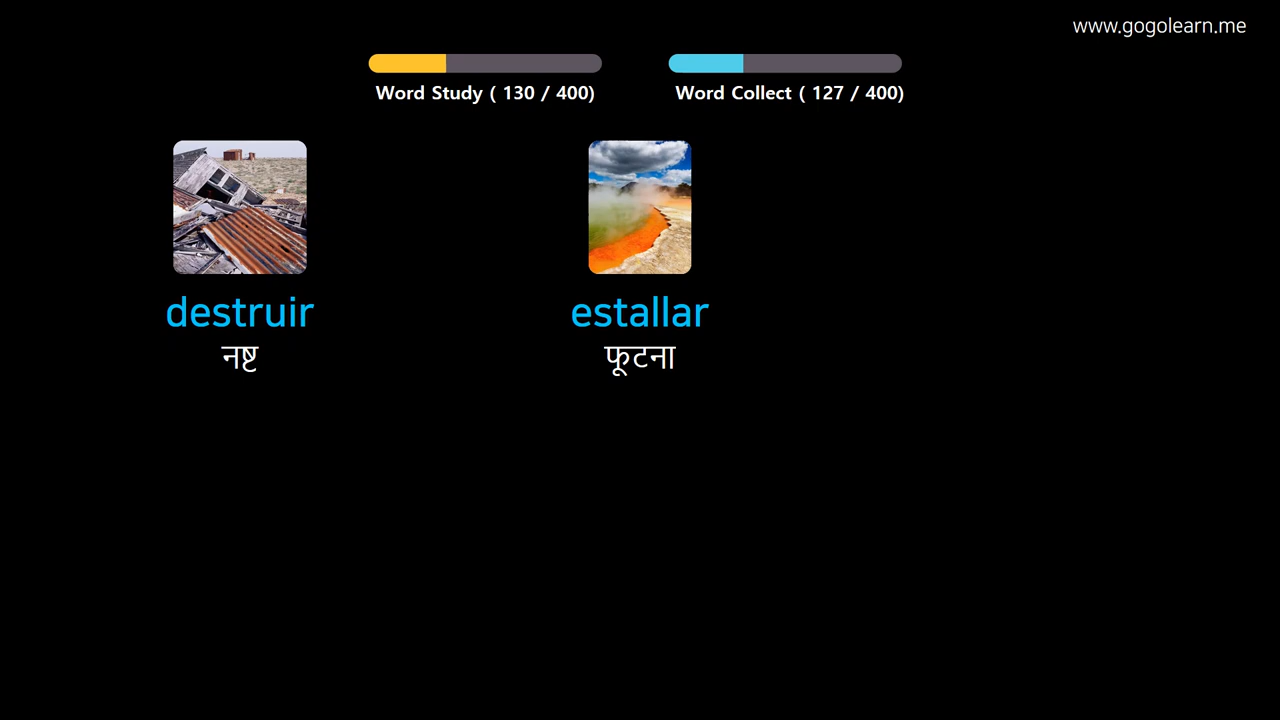 www.gogolearn.me
Word Study ( 130 / 400)
Word Collect ( 127 / 400)
destruir
estallar
नष्ट
फूटना